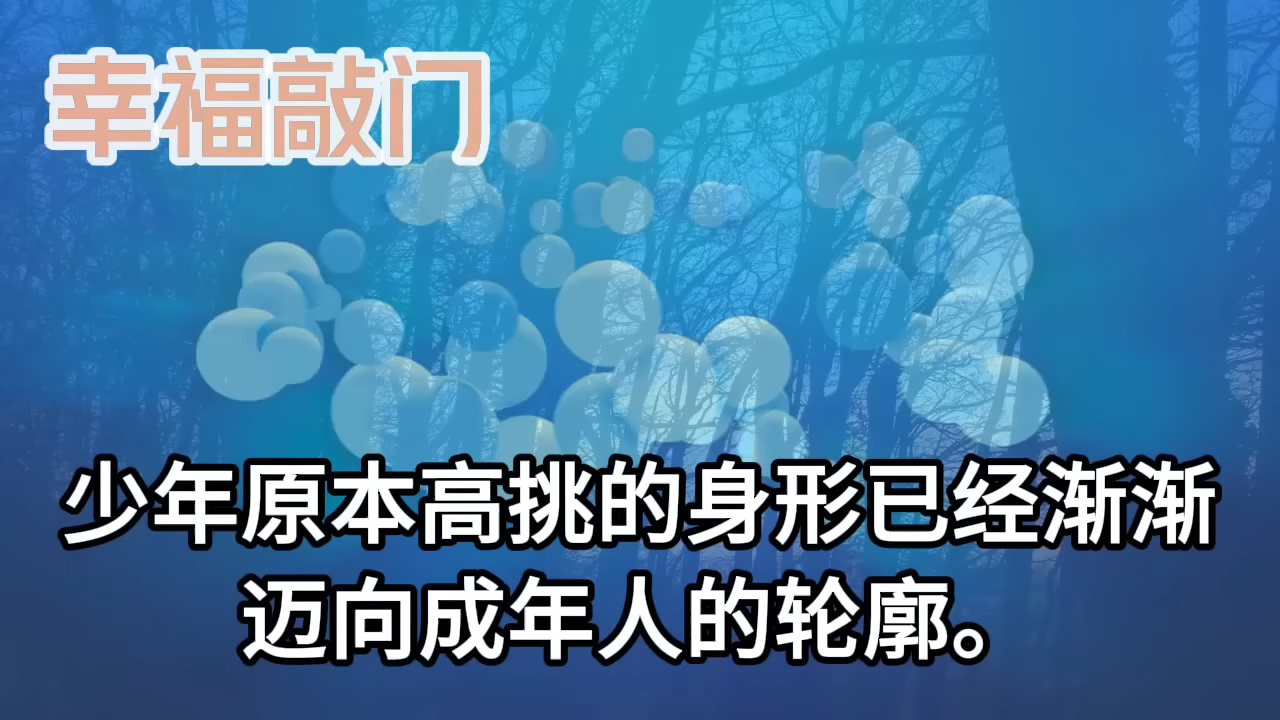 幸福敲门
少年原本高挑的身形已经渐渐
迈向成年人的轮廓。